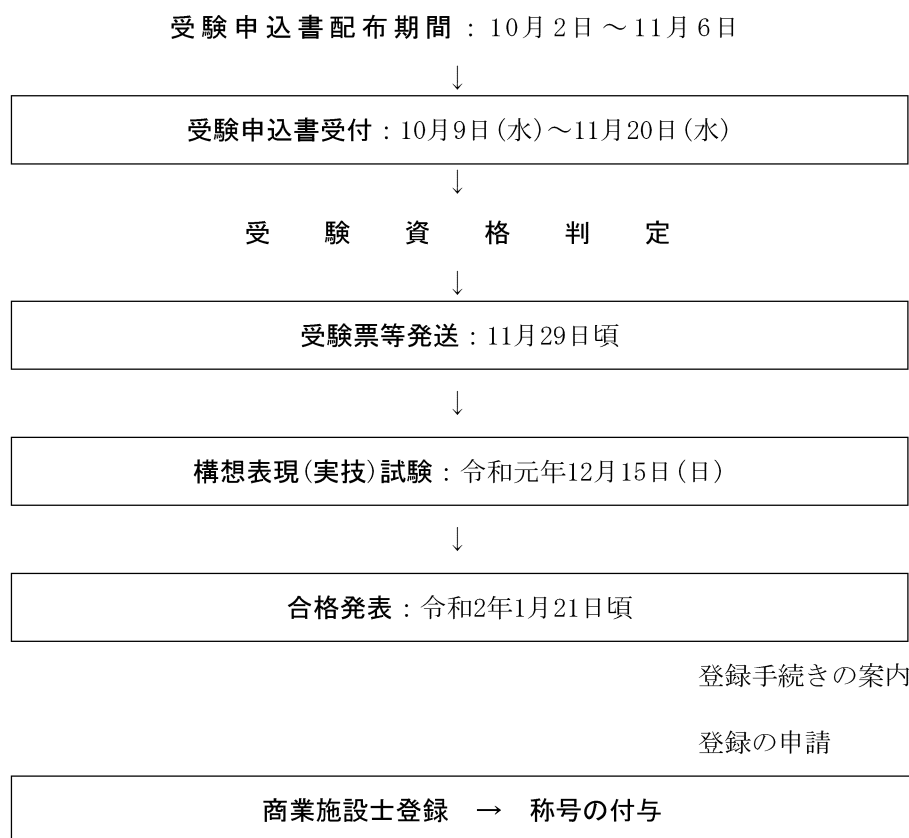 受験申込書配布期間：10月2日～11月6日
↓
受験申込書受付：10月9日(水)～11月20日(水)
↓
受験資格判定
↓
受験票等発送：11月29日頃
↓
構想表現(実技)試験：令和元年12月15日(日)
↓
合格発表：令和2年1月21日頃
登録手続きの案内
登録の申請
商業施設士登録　→　称号の付与